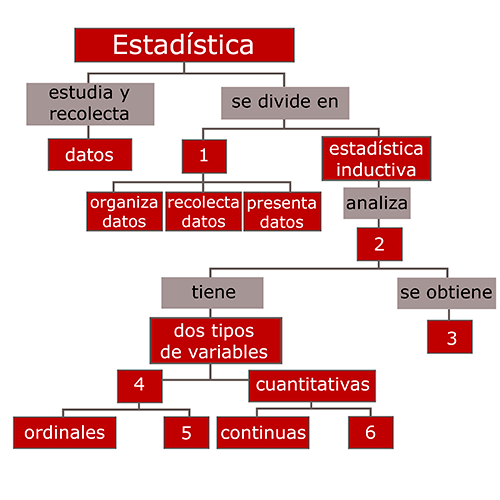 Estadística
estudia y
recolecta
se divide en
datos
1
estadística
inductiva
organiza
datos
recolecta
datos
presenta
datos
analiza
2
tiene
se obtiene
dos tipos
de variables
3
4
cuantitativas
ordinales
5
continuas
6